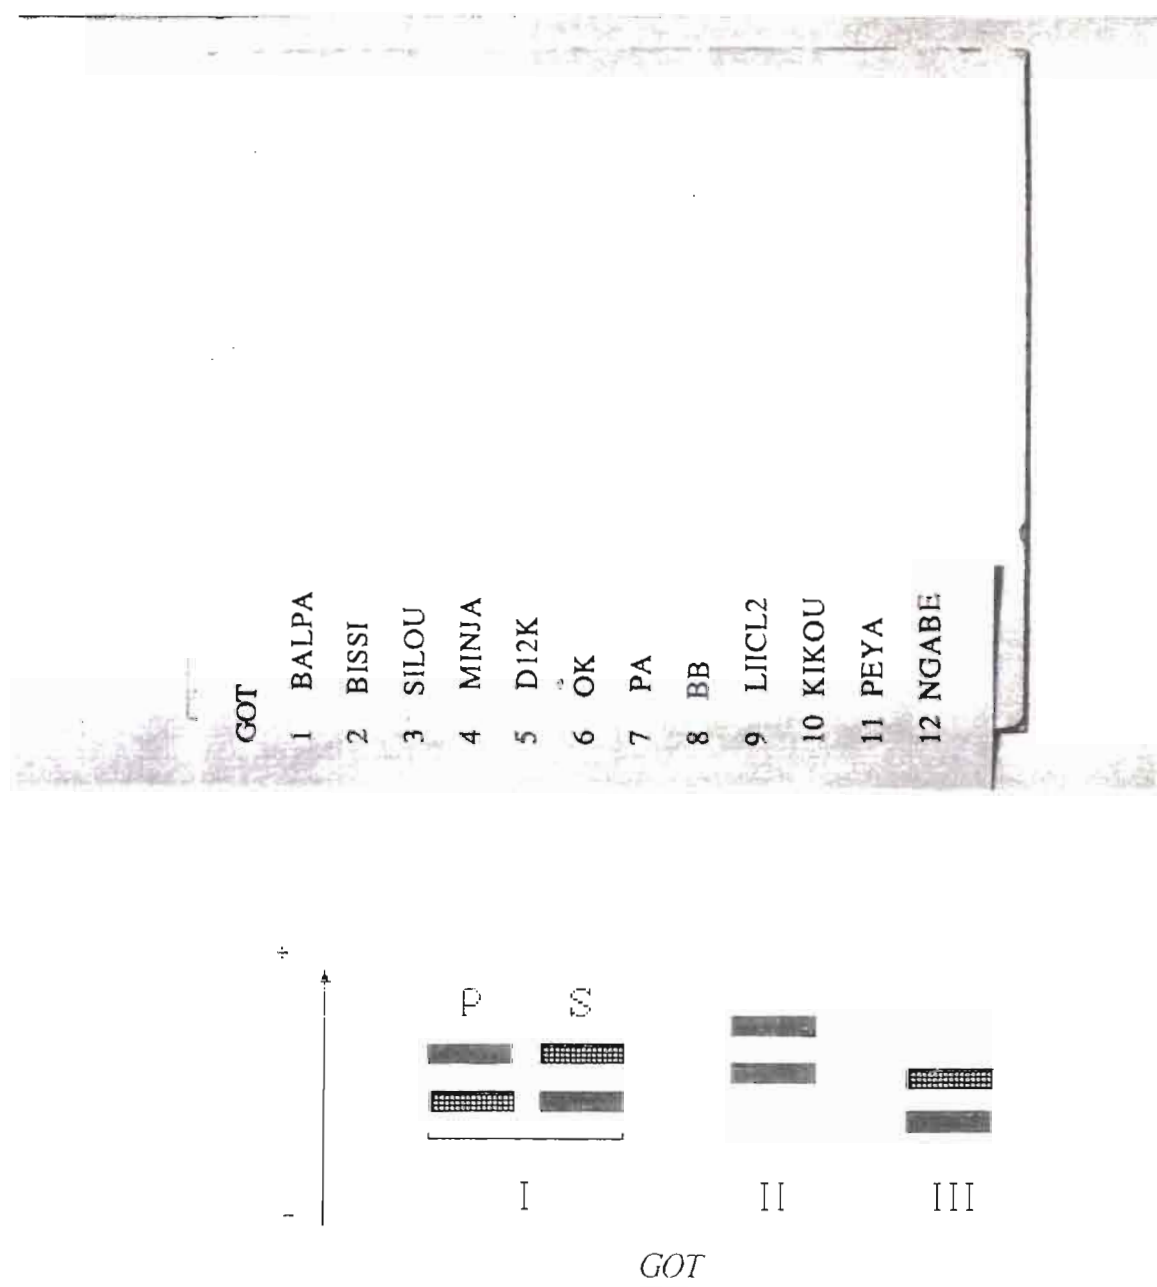 GOT
1 BALPA
2 BISSI
3 SILOU
4 MINJA
5 D12K
6 OK
7 PA
8 BB
9 LIICL2
10 KIKOU
11 PEYA
12 NGABE
+
P S
I II III
-
GOT